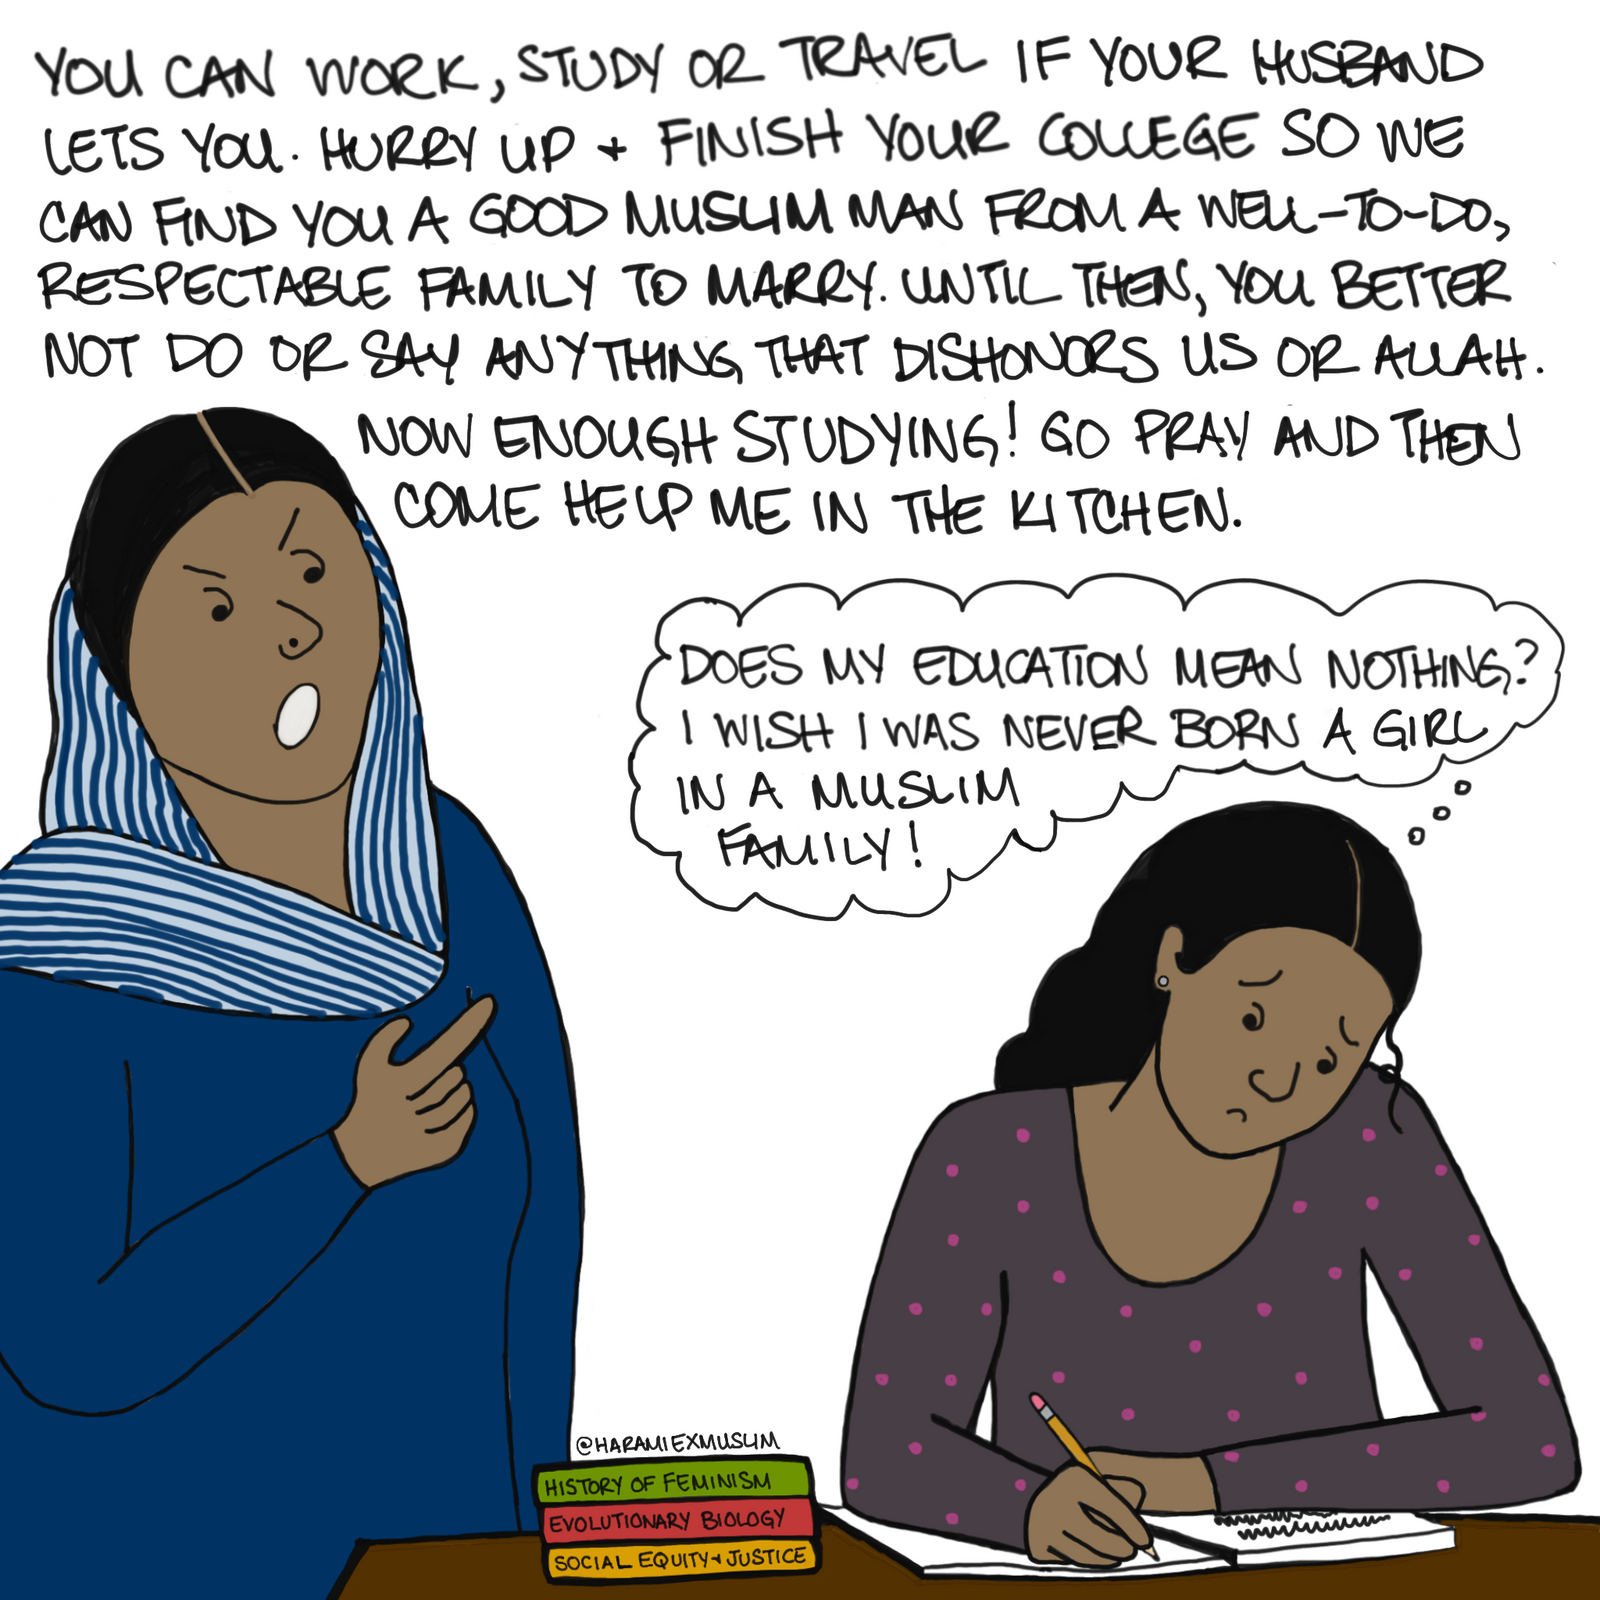 YOU CAN WORK, STUDY OR TRAVEL IF YOUR HUSBAND
LETS YOU. HURRY UP + FINISH YOUR COLLEGE SO WE
CAN FIND YOU A GOOD MUSLIM MAN FROM A WELL-TO-DO,
RESPECTABLE FAMILY TO MARRY. UNTIL THEN, YOU BETTER
NOT DO OR SAY ANYTHING THAT DISHONORS US OR ALLAH.
NOW ENOUGH STUDYING! GO PRAY AND THEN
COME HELP ME IN THE KITCHEN.
DOES MY EDUCATION MEAN NOTHING?
I WISH I WAS NEVER BORN A GIRL
IN A MUSLIM
FAMILY!
@HARAMIEXMUSLIM
HISTORY OF FEMINISM
EVOLUTIONARY BIOLOGY
SOCIAL EQUITY + JUSTICE